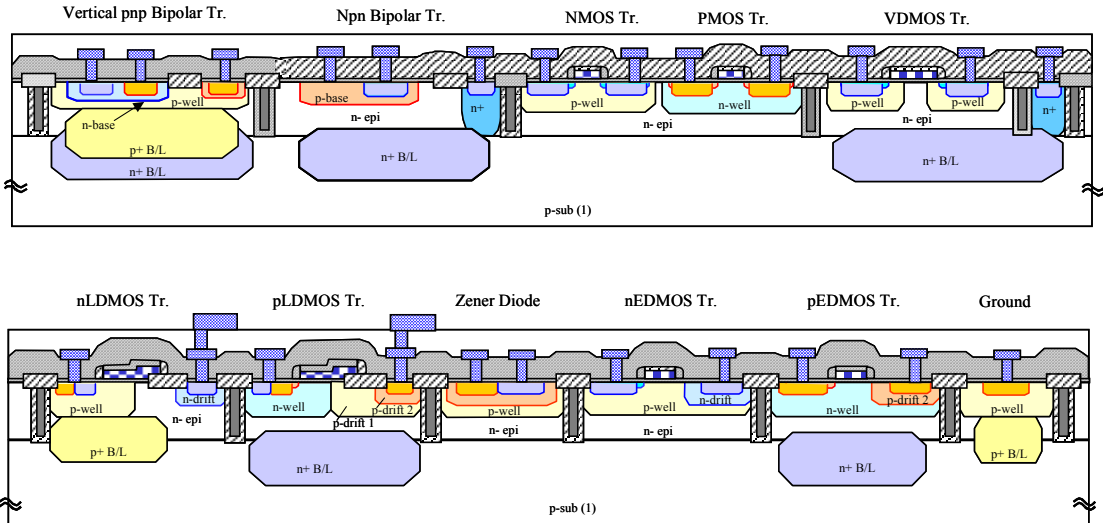 Vertical pnp Bipolar Tr. Npn Bipolar Tr. NMOS Tr. PMOS Tr. VDMOS Tr.
p-well p-base n+ p-well n-well p-well p-well n+
n-base n- epi n- epi n- epi
p+ B/L
n+ B/L n+ B/L n+ B/L
p-sub (1)
nLDMOS Tr. pLDMOS Tr. Zener Diode nEDMOS Tr. pEDMOS Tr. Ground
n-drift n-drift p-drift 2
p-well n-well p-drift 2 p-well p-well n-well p-well
n- epi p-drift 1 n- epi n- epi
p+ B/L n+ B/L n+ B/L p+ B/L
p-sub (1)